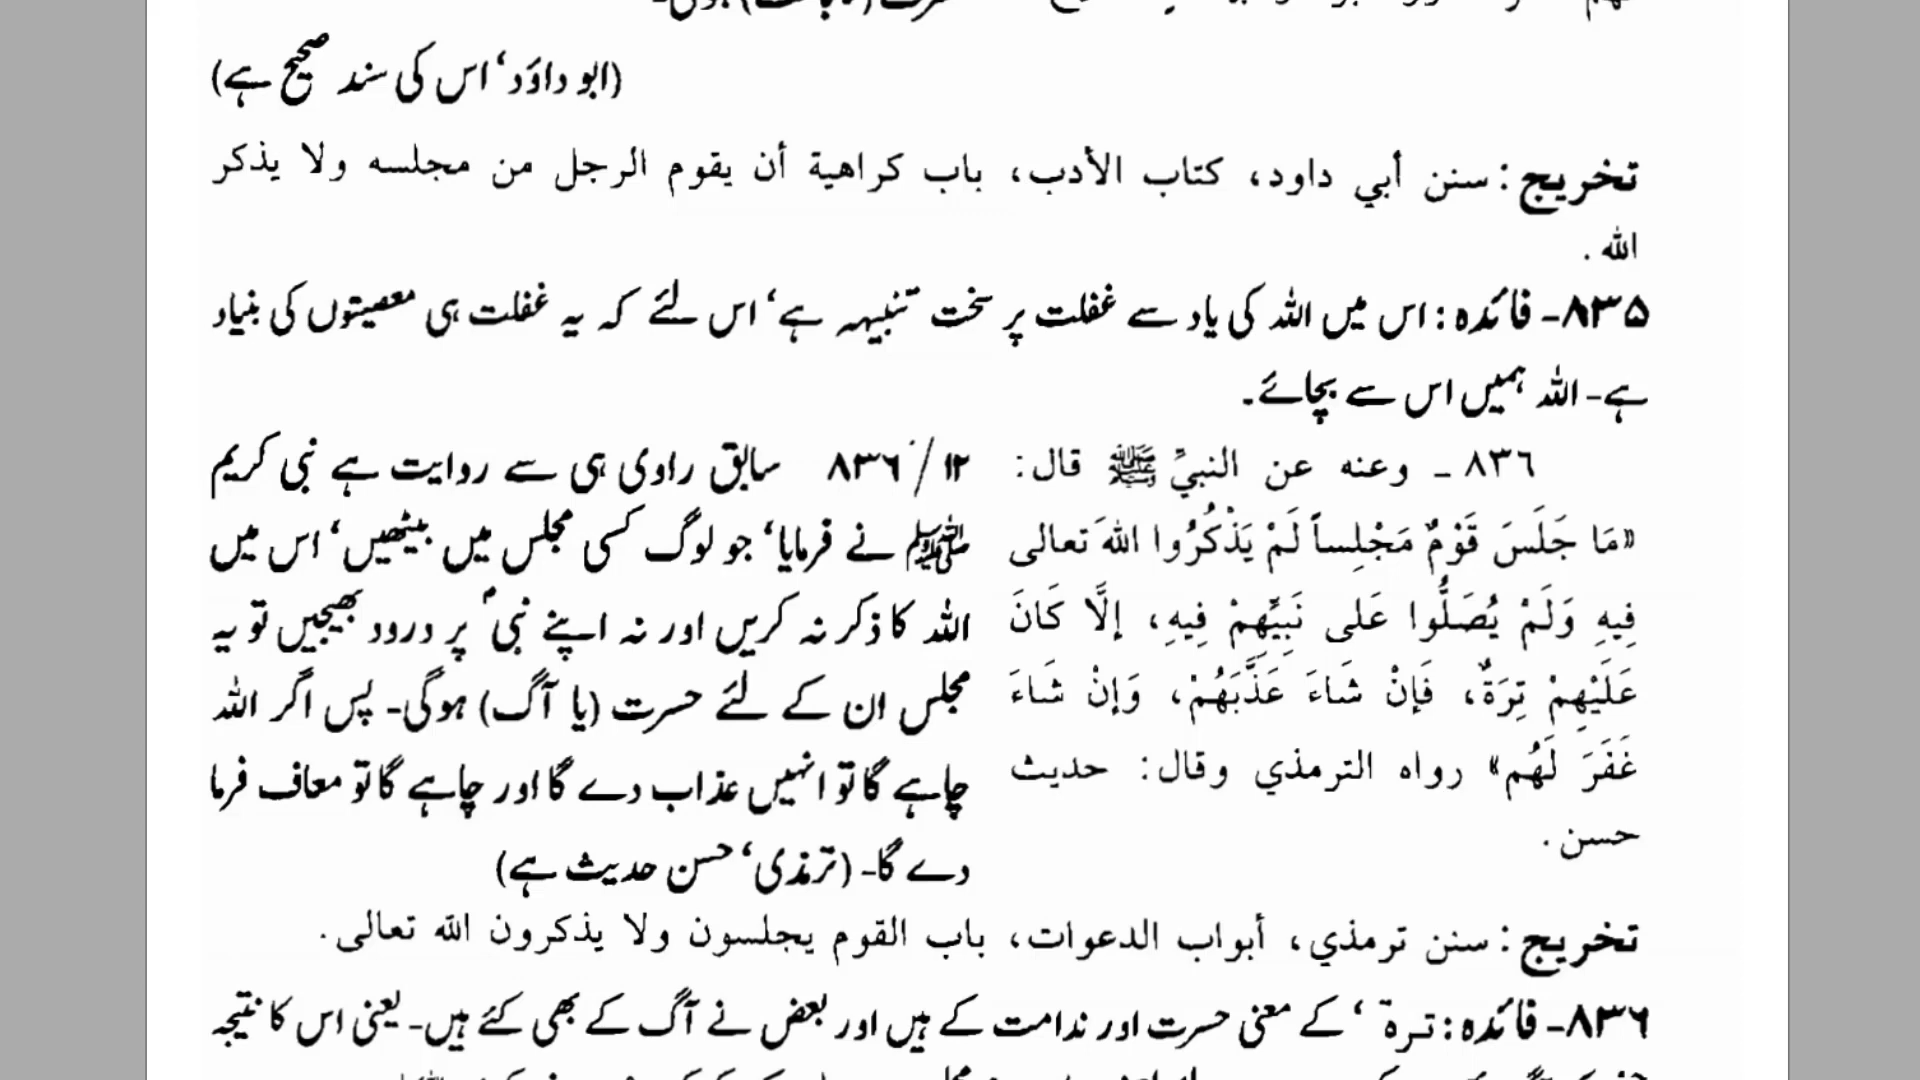 (ابو داؤد، اس کی سند صحیح ہے)
تخريج: سنن أبي داود، كتاب الأدب، باب كراهية أن يقوم الرجل من مجلسه ولا يذكر
الله.
۸۳۵- فائدہ: اس میں اللہ کی یاد سے غفلت پر سخت تنبیہہ ہے، اس لئے کہ یہ غفلت ہی معصیتوں کی بنیاد
ہے- اللہ ہمیں اس سے بچائے۔
٨٣٦ ـ وعنه عن النبيِّ ﷺ قال:
«مَا جَلَسَ قَوْمٌ مَجْلِساً لَمْ يَذْكُرُوا اللهَ تَعالى
فِيهِ وَلَمْ يُصَلُّوا عَلى نَبيِّهِمْ فِيهِ، إلَّا كَانَ
عَلَيْهِمْ تِرَةٌ، فَإنْ شَاءَ عَذَّبَهُمْ، وَإنْ شَاءَ
غَفَرَ لَهُم» رواه الترمذي وقال: حديث
حسن.
۱۲/ ۸۳۶ سابق راوی ہی سے روایت ہے نبی کریم
ﷺ نے فرمایا، جو لوگ کسی مجلس میں بیٹھیں، اس میں
اللہ کا ذکر نہ کریں اور نہ اپنے نبیؐ پر درود بھیجیں تو یہ
مجلس ان کے لئے حسرت (یا آگ) ہوگی- پس اگر اللہ
چاہے گا تو انہیں عذاب دے گا اور چاہے گا تو معاف فرما
دے گا- (ترمذی، حسن حدیث ہے)
تخريج: سنن ترمذي، أبواب الدعوات، باب القوم يجلسون ولا يذكرون الله تعالى.
۸۳۶- فائدہ: ترة، کے معنی حسرت اور ندامت کے ہیں اور بعض نے آگ کے بھی کئے ہیں- یعنی اس کا نتیجہ